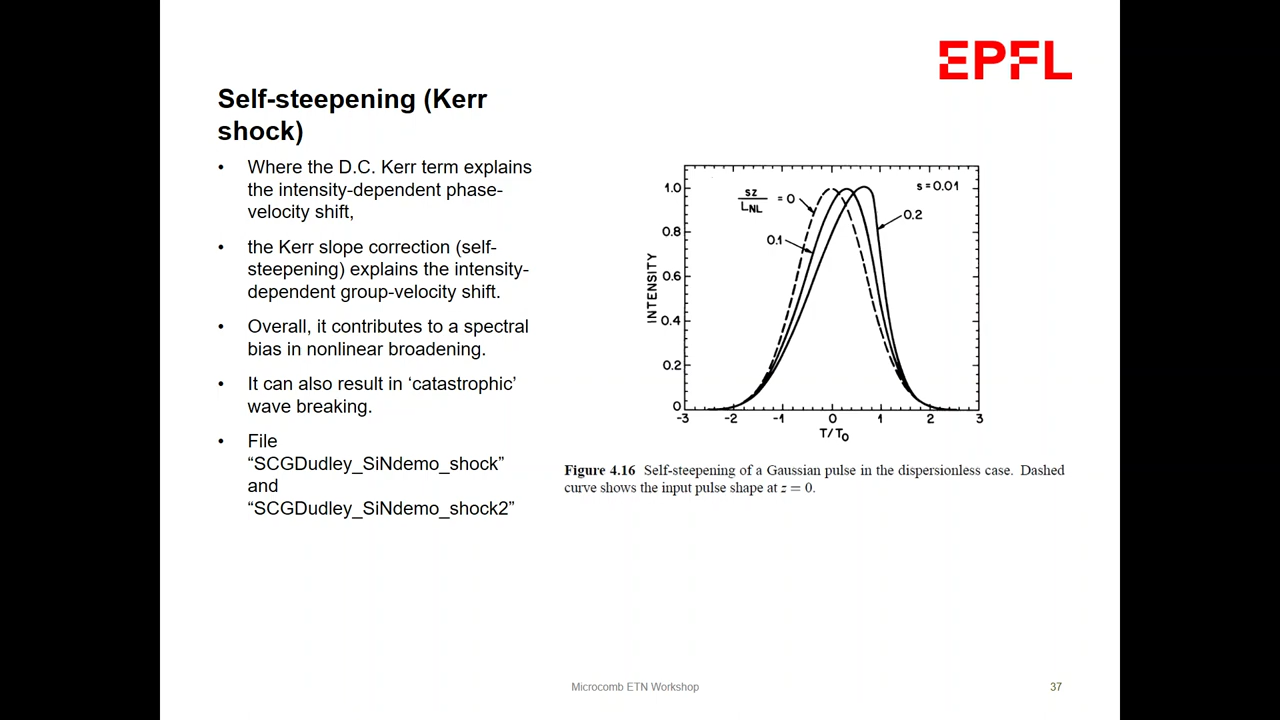 EPFL
Self-steepening (Kerr
shock)
• Where the D.C. Kerr term explains
the intensity-dependent phase-
velocity shift,
• the Kerr slope correction (self-
steepening) explains the intensity-
dependent group-velocity shift.
• Overall, it contributes to a spectral
bias in nonlinear broadening.
• It can also result in ‘catastrophic’
wave breaking.
• File
“SCGDudley_SiNdemo_shock”
and
“SCGDudley_SiNdemo_shock2”
sz
LNL
= 0
s = 0.01
0.2
0.1
INTENSITY
1.0
0.8
0.6
0.4
0.2
0
-3 -2 -1 0 1 2 3
T/T0
Figure 4.16 Self-steepening of a Gaussian pulse in the dispersionless case. Dashed
curve shows the input pulse shape at z = 0.
Microcomb ETN Workshop
37